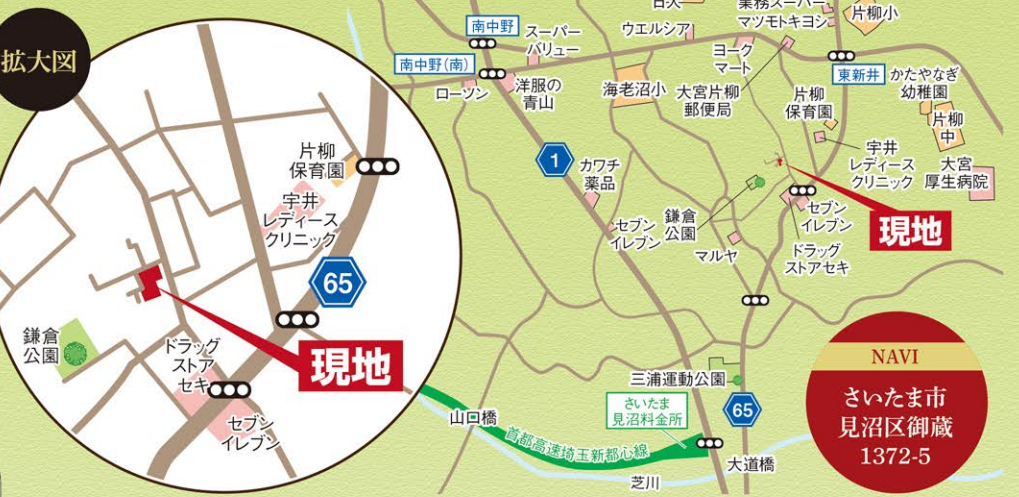 拡大図
片柳
保育園
宇井
レディース
クリニック
65
現地
鎌倉
公園
ドラッグ
ストア
セキ
セブン
イレブン
南中野
スーパー
バリュー
南中野(南)
ローソン
洋服の
青山
ウエルシア
業務スーパー
マツモトキヨシ
片柳小
ヨーク
マート
東新井
かたやなぎ
幼稚園
海老沼小
大宮片柳
郵便局
片柳
保育園
片柳
中
宇井
レディース
クリニック
大宮
厚生病院
1
カワチ
薬品
セブン
イレブン
鎌倉
公園
マルヤ
セブン
イレブン
ドラッグ
ストアセキ
現地
三浦運動公園
さいたま
見沼料金所
65
山口橋
首都高速埼玉新都心線
芝川
大道橋
NAVI
さいたま市
見沼区御蔵
1372-5